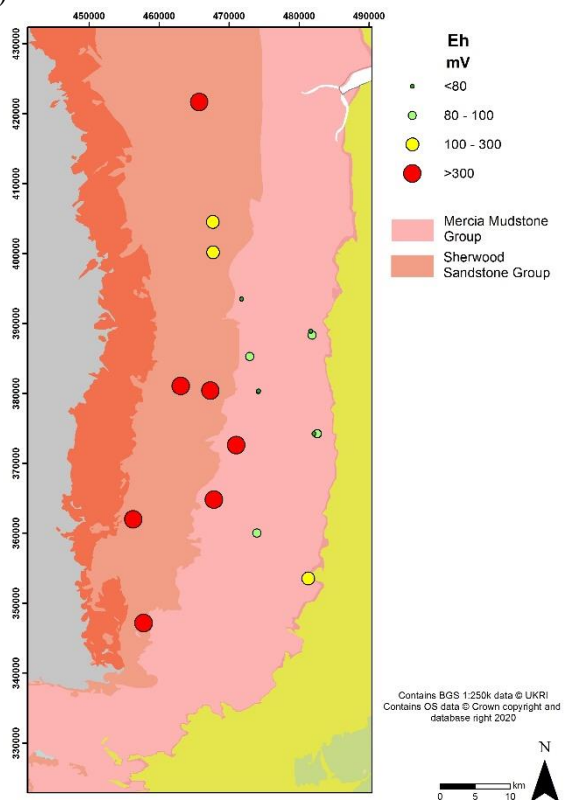 )
450000 460000 470000 480000 490000
430000
420000
410000
400000
390000
380000
370000
360000
350000
340000
330000
Eh
mV
<80
80 - 100
100 - 300
>300
Mercia Mudstone
Group
Sherwood
Sandstone Group
Contains BGS 1:250k data © UKRI
Contains OS data © Crown copyright and
database right 2020
N
km
0 5 10